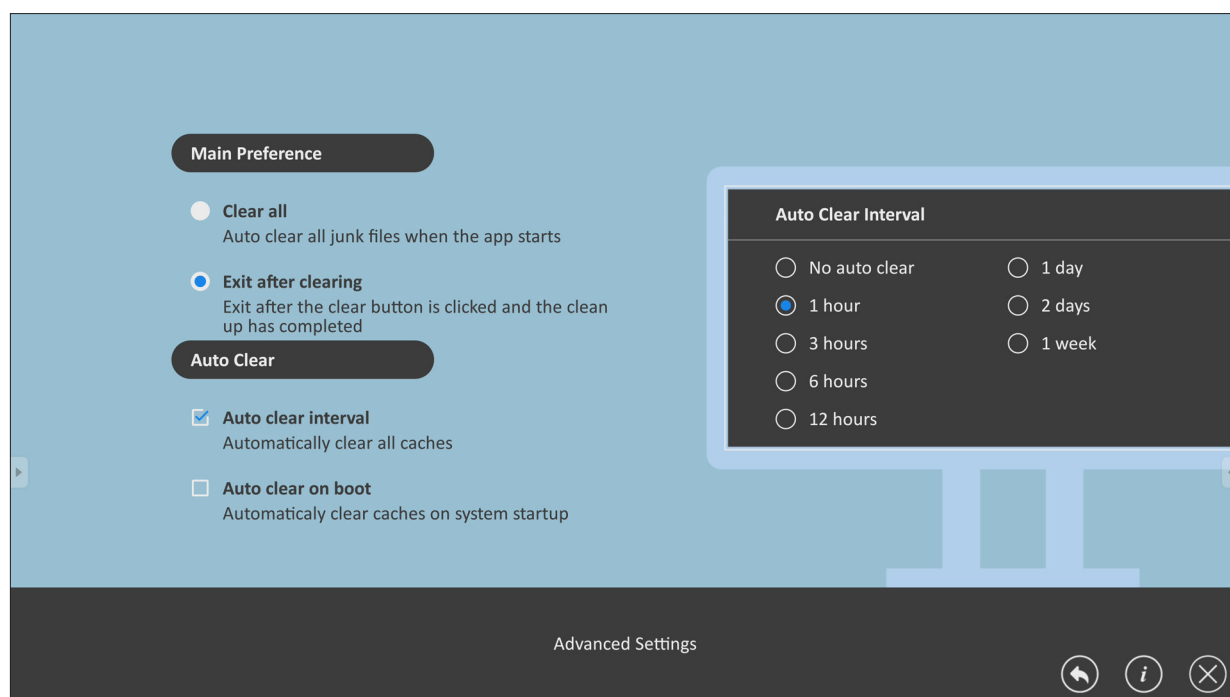 Main Preference
Clear all
Auto clear all junk files when the app starts
Exit after clearing
Exit after the clear button is clicked and the clean
up has completed
Auto Clear
Auto clear interval
Automatically clear all caches
Auto clear on boot
Automaticaly clear caches on system startup
Auto Clear Interval
No auto clear
1 hour
3 hours
6 hours
12 hours
1 day
2 days
1 week
Advanced Settings
i